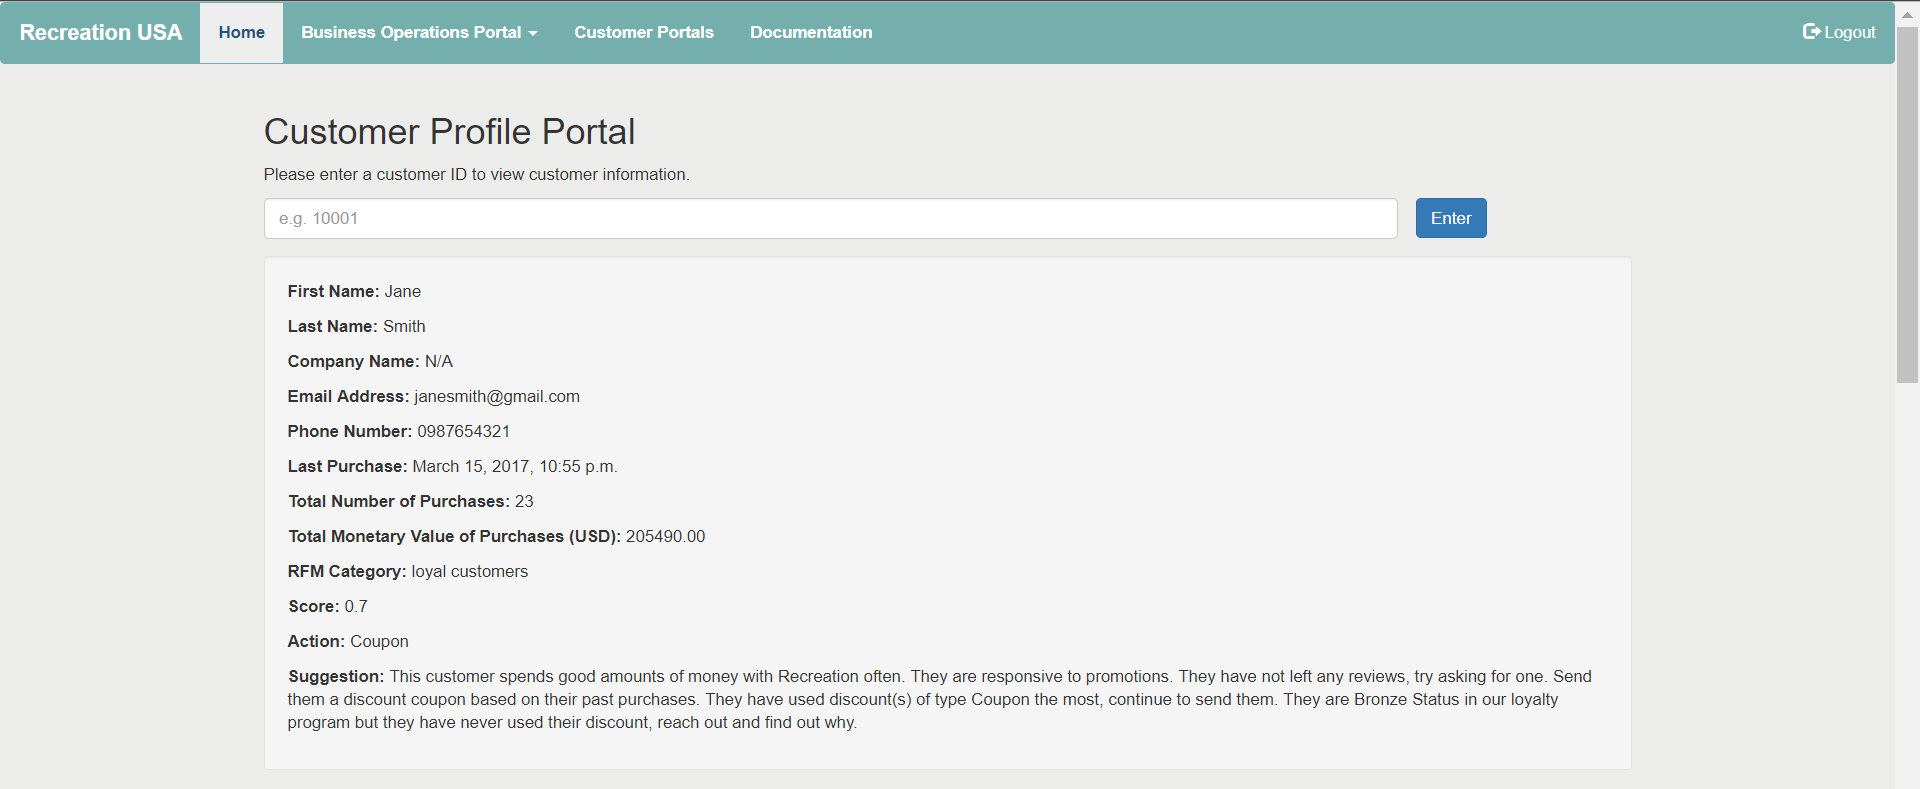 Recreation USA Home Business Operations Portal Customer Portals Documentation Logout
Customer Profile Portal
Please enter a customer ID to view customer information.
e.g. 10001 Enter
First Name: Jane
Last Name: Smith
Company Name: N/A
Email Address: janesmith@gmail.com
Phone Number: 0987654321
Last Purchase: March 15, 2017, 10:55 p.m.
Total Number of Purchases: 23
Total Monetary Value of Purchases (USD): 205490.00
RFM Category: loyal customers
Score: 0.7
Action: Coupon
Suggestion: This customer spends good amounts of money with Recreation often. They are responsive to promotions. They have not left any reviews, try asking for one. Send
them a discount coupon based on their past purchases. They have used discount(s) of type Coupon the most, continue to send them. They are Bronze Status in our loyalty
program but they have never used their discount, reach out and find out why.